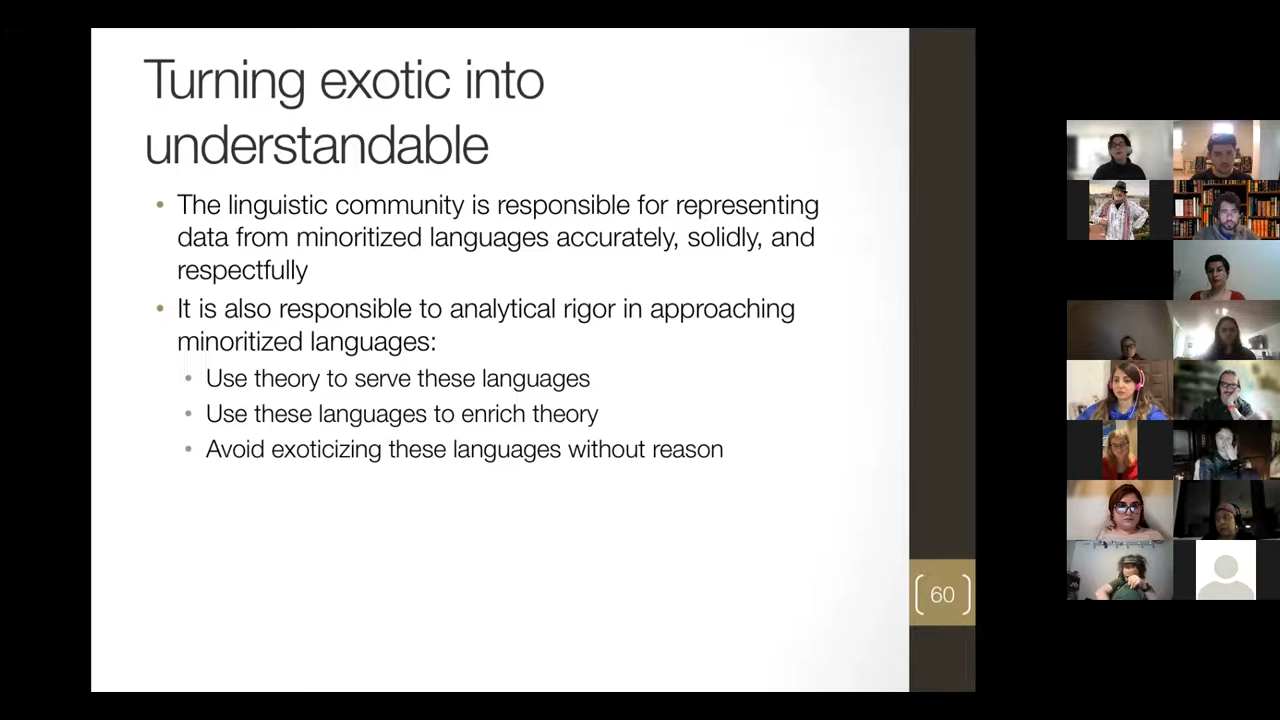 Turning exotic into
understandable
• The linguistic community is responsible for representing
data from minoritized languages accurately, solidly, and
respectfully
• It is also responsible to analytical rigor in approaching
minoritized languages:
• Use theory to serve these languages
• Use these languages to enrich theory
• Avoid exoticizing these languages without reason
60